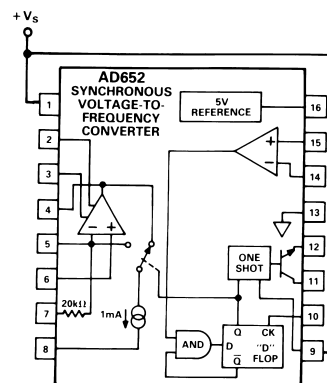 +VS
AD652
SYNCHRONOUS
VOLTAGE-TO-
FREQUENCY
CONVERTER
5V
REFERENCE
1
2
3
4
5
6
7
8
16
15
14
13
12
11
10
9
+
−
−
+
20kΩ
1mA
ONE
SHOT
AND
Q
CK
D
"D"
Q̅
FLOP